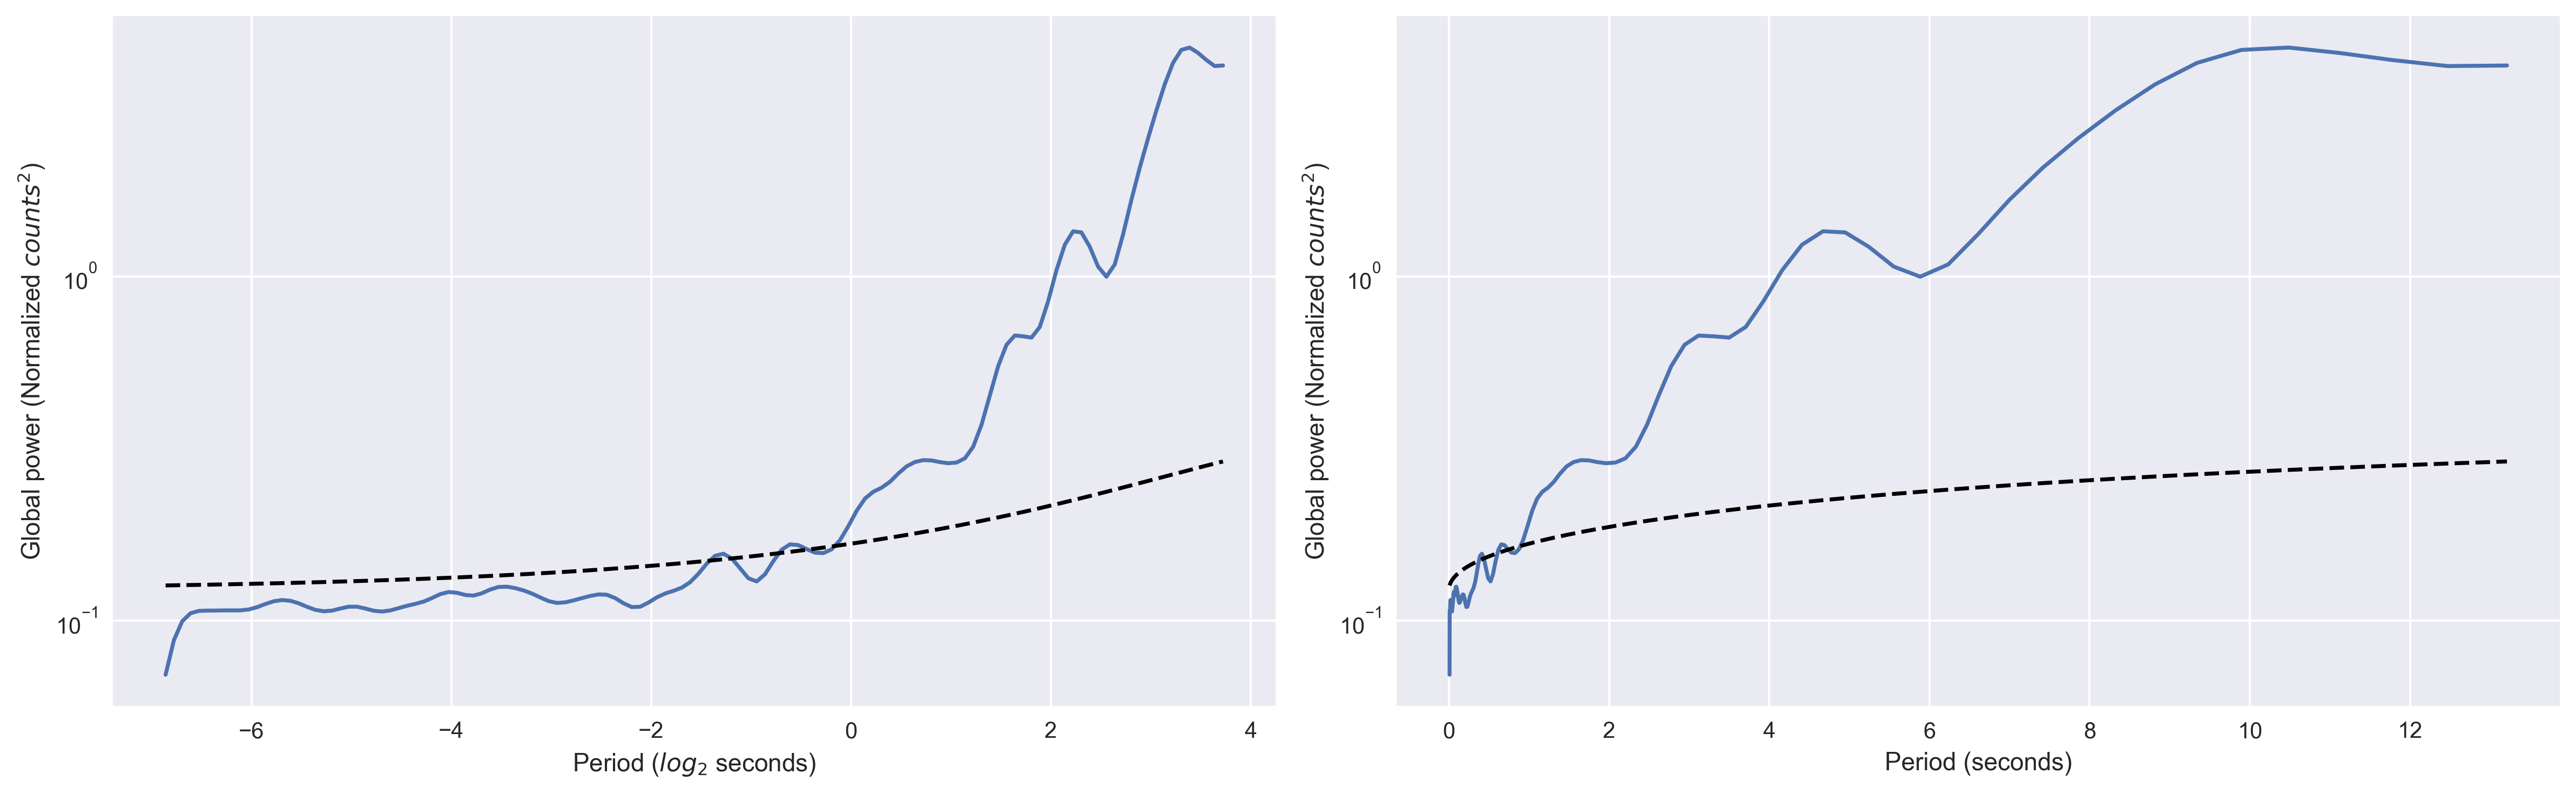 Global power (Normalized counts²)
10⁰
10⁻¹
−6 −4 −2 0 2 4
Period (log₂ seconds)
Global power (Normalized counts²)
10⁰
10⁻¹
0 2 4 6 8 10 12
Period (seconds)